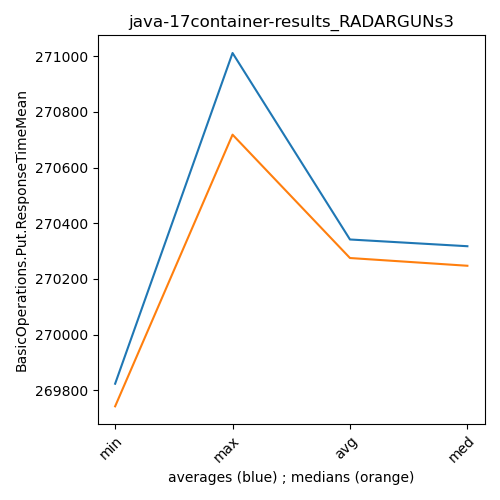 java-17container-results_RADARGUNs3
271000
270800
270600
270400
270200
270000
269800
BasicOperations.Put.ResponseTimeMean
min
max
avg
med
averages (blue) ; medians (orange)